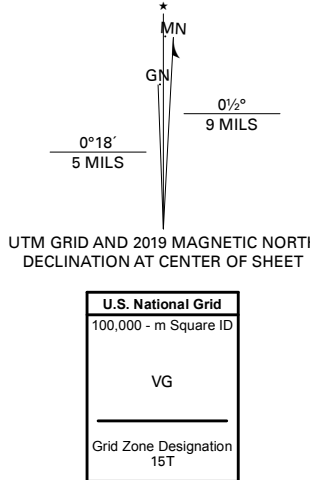 ★
MN
GN
0½°
9 MILS
0°18´
5 MILS
UTM GRID AND 2019 MAGNETIC NORTH
DECLINATION AT CENTER OF SHEET
U.S. National Grid
100,000 - m Square ID
VG
Grid Zone Designation
15T